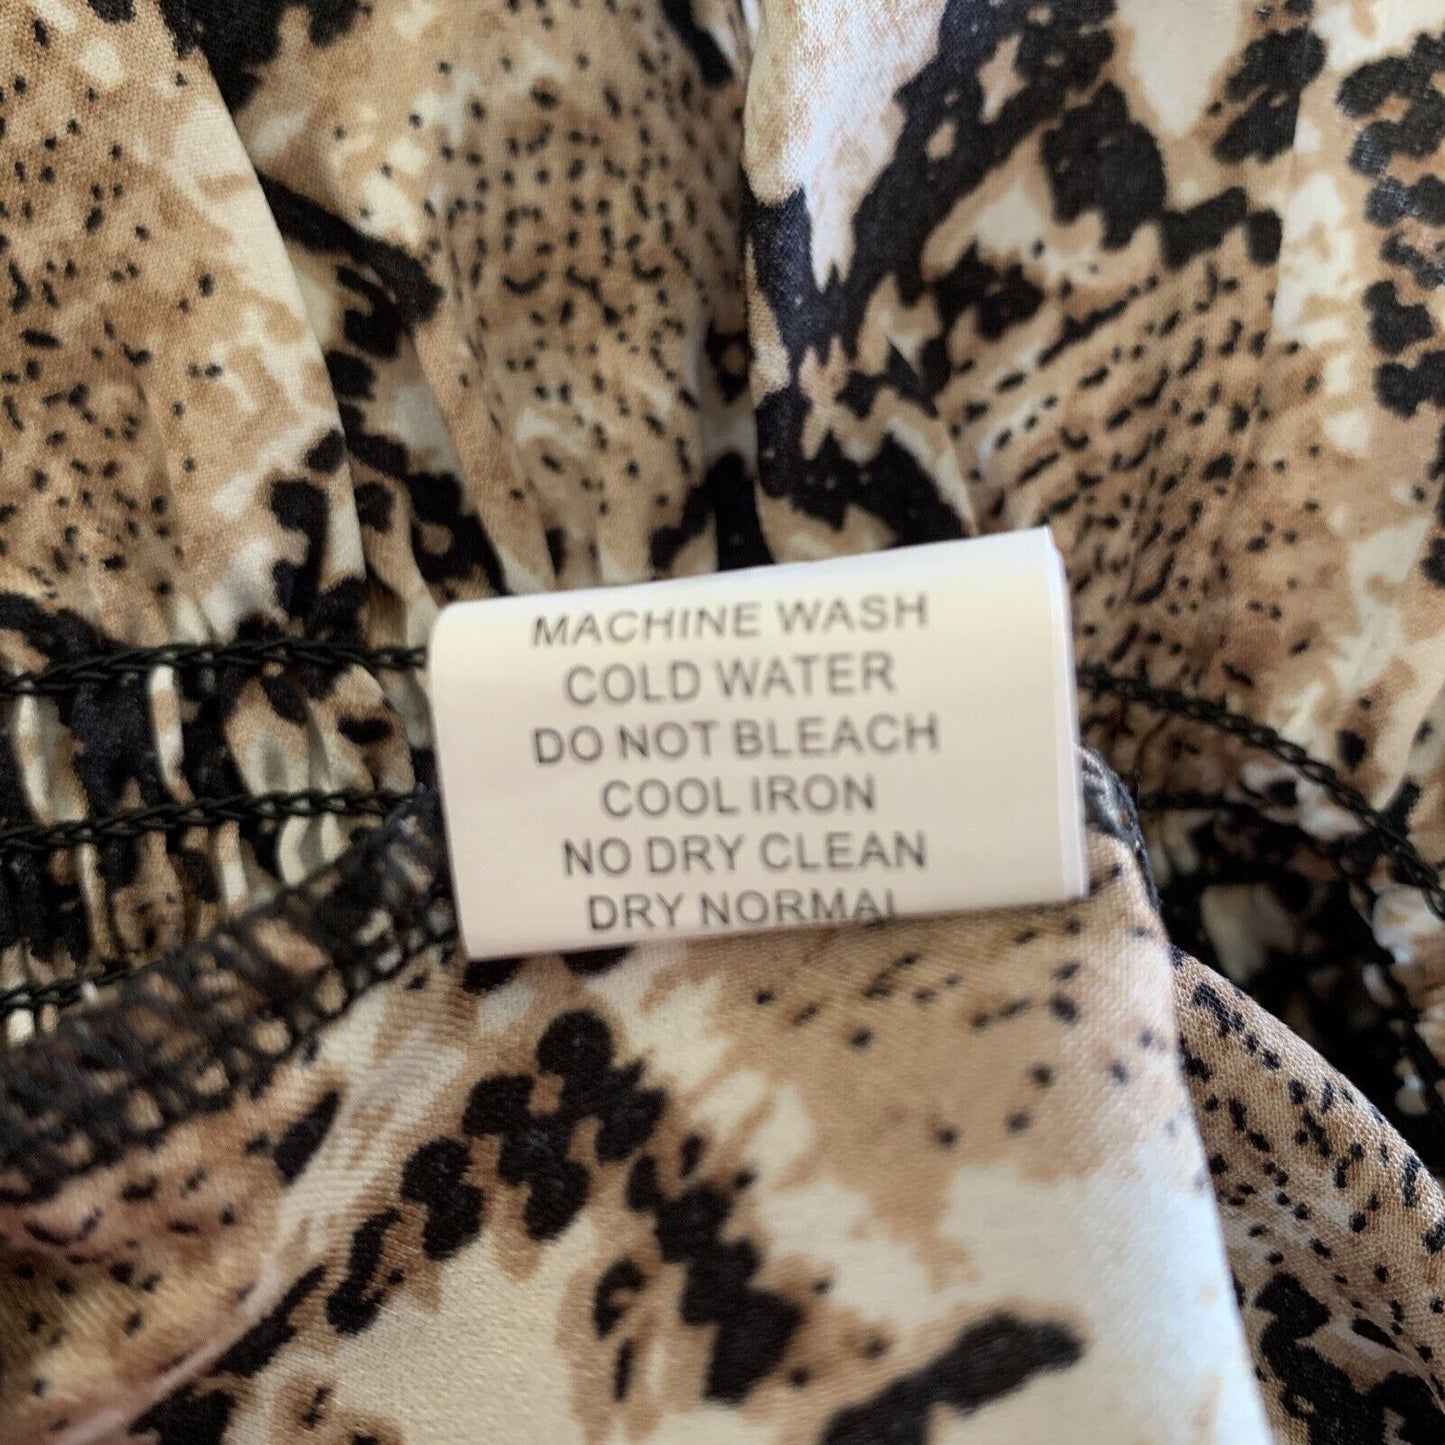 MACHINE WASH
COLD WATER
DO NOT BLEACH
COOL IRON
NO DRY CLEAN
DRY NORMAL